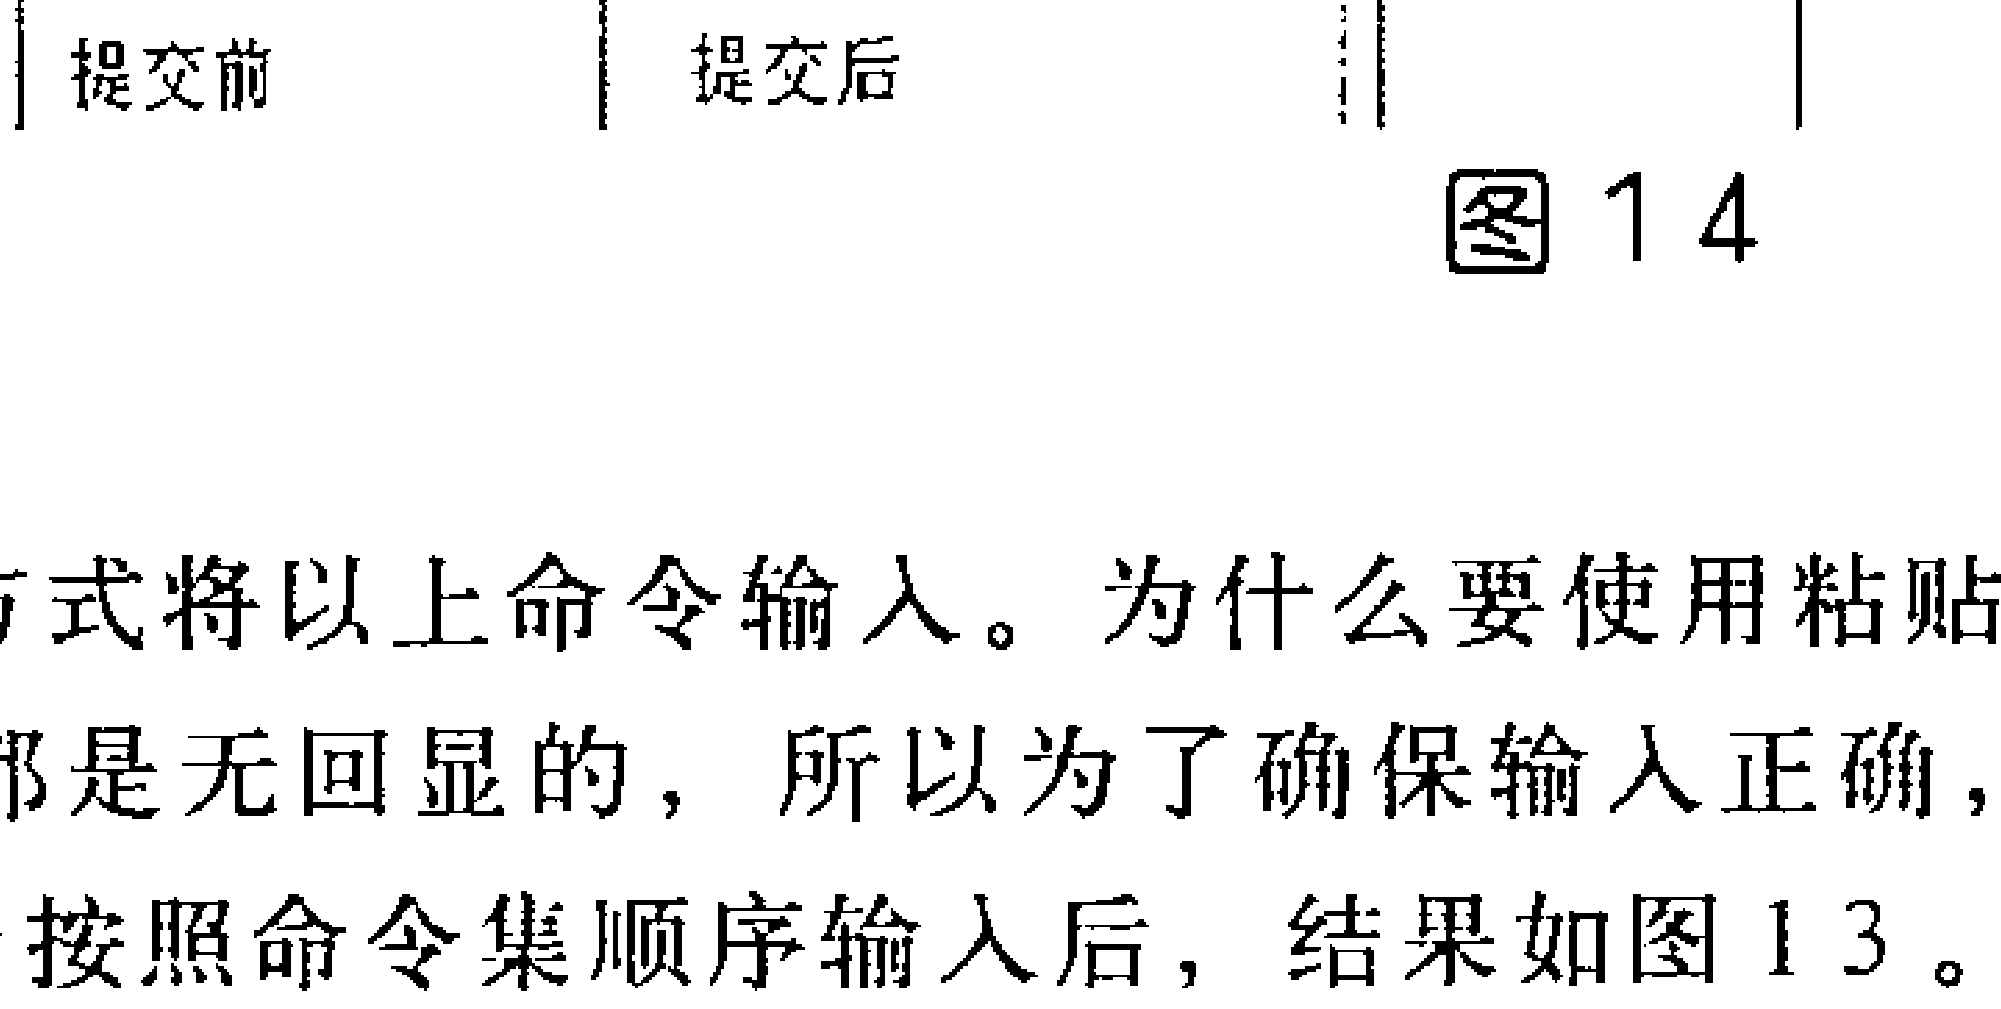 提交前 提交后
图14
式将以上命令输入。为什么要使用粘贴
是无回显的，所以为了确保输入正确，
按照命令集顺序输入后，结果如图13。